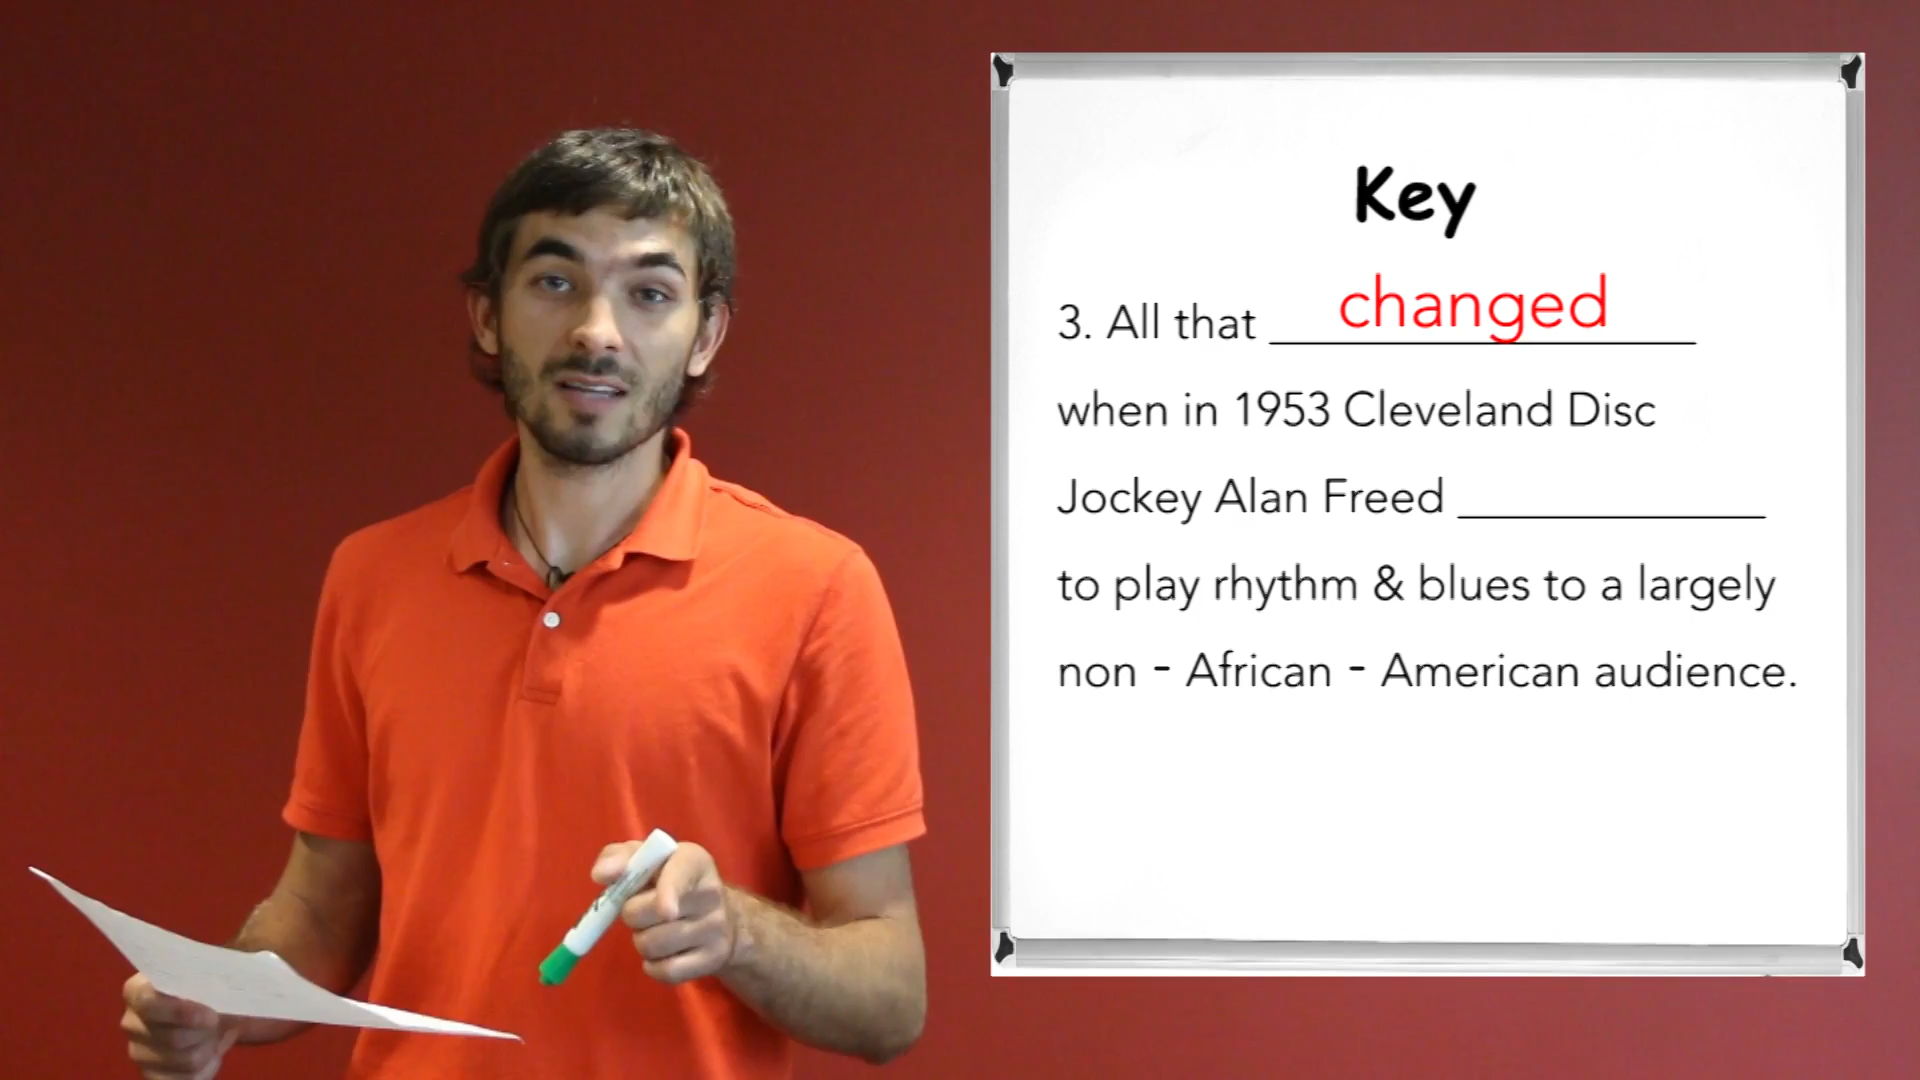 Key
3. All that changed
when in 1953 Cleveland Disc
Jockey Alan Freed ____________
to play rhythm & blues to a largely
non - African - American audience.